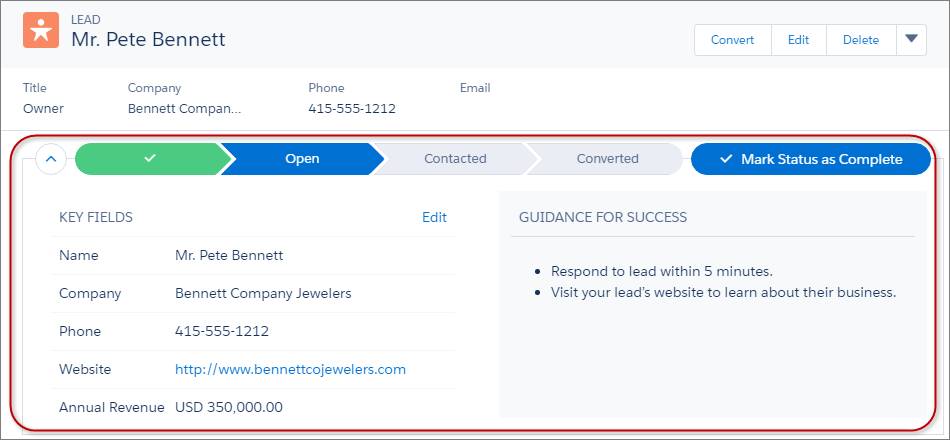 LEAD
Mr. Pete Bennett
Convert Edit Delete
Title Company Phone Email
Owner Bennett Compan... 415-555-1212
Open Contacted Converted Mark Status as Complete
KEY FIELDS Edit GUIDANCE FOR SUCCESS
Name Mr. Pete Bennett
• Respond to lead within 5 minutes.
Company Bennett Company Jewelers
• Visit your lead's website to learn about their business.
Phone 415-555-1212
Website http://www.bennettcojewelers.com
Annual Revenue USD 350,000.00